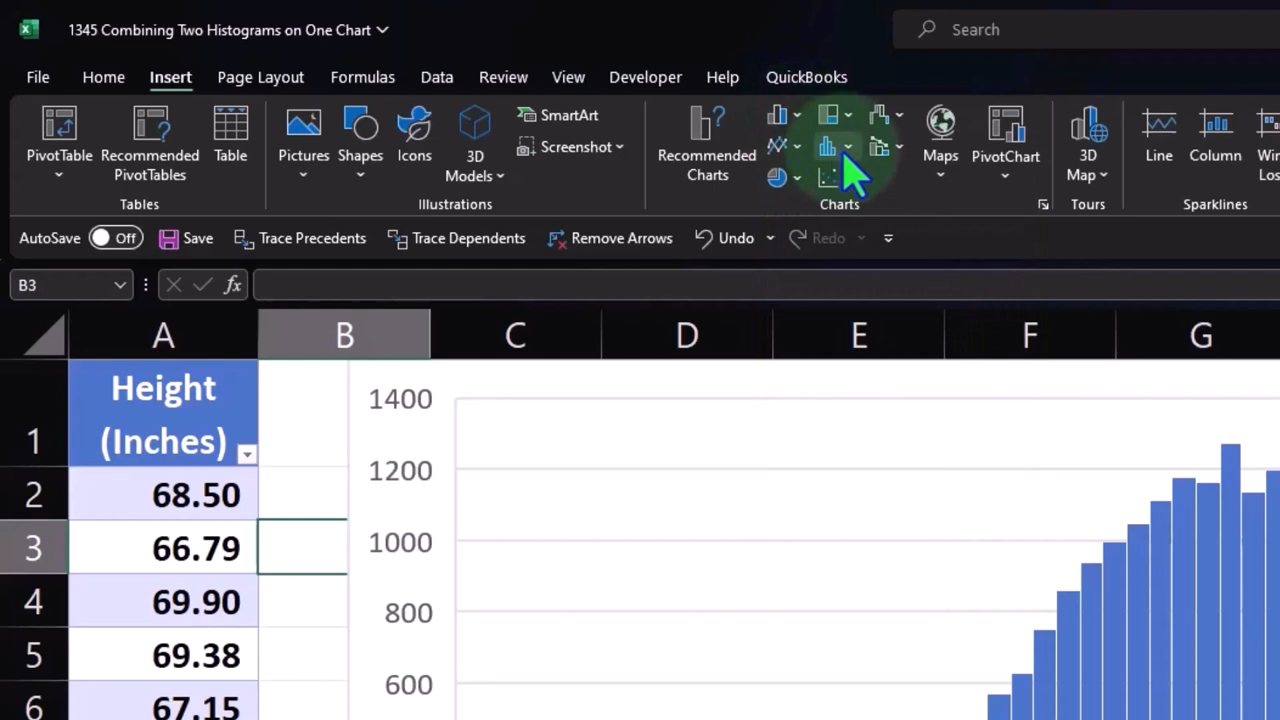 1345 Combining Two Histograms on One Chart
Search
File Home Insert Page Layout Formulas Data Review View Developer Help QuickBooks
PivotTable
Recommended
PivotTables
Table
Tables
Pictures
Shapes
Icons
3D
Models
SmartArt
Screenshot
Illustrations
Recommended
Charts
Maps
PivotChart
Charts
3D
Map
Tours
Line
Column
Sparklines
AutoSave Off Save Trace Precedents Trace Dependents Remove Arrows Undo Redo
B3 fx
A B C D E F G
1 Height
(Inches)
2 68.50
3 66.79
4 69.90
5 69.38
6 67.15
1400
1200
1000
800
600